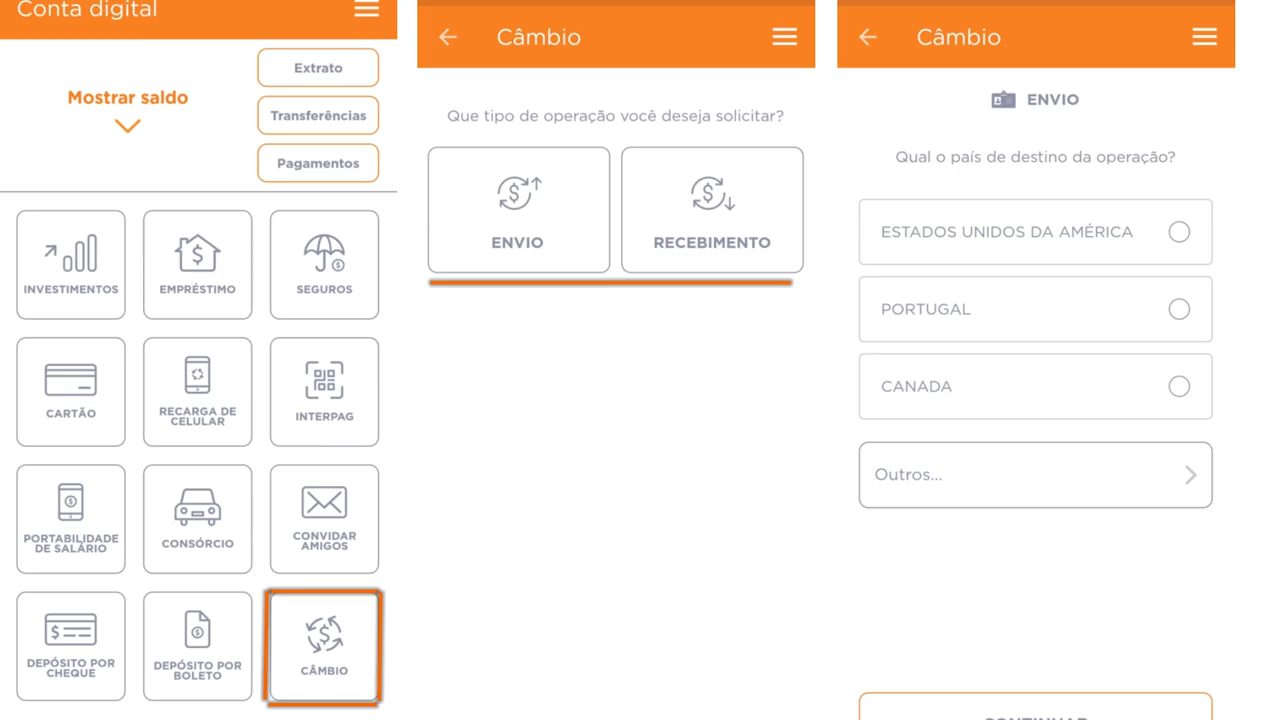 Conta digital
Mostrar saldo
Extrato
Transferências
Pagamentos
INVESTIMENTOS
EMPRÉSTIMO
SEGUROS
CARTÃO
RECARGA DE
CELULAR
INTERPAG
PORTABILIDADE
DE SALÁRIO
CONSÓRCIO
CONVIDAR
AMIGOS
DEPÓSITO POR
CHEQUE
DEPÓSITO POR
BOLETO
CÂMBIO
Câmbio
Que tipo de operação você deseja solicitar?
ENVIO
RECEBIMENTO
Câmbio
ENVIO
Qual o país de destino da operação?
ESTADOS UNIDOS DA AMÉRICA
PORTUGAL
CANADA
Outros...
CONTINUAR